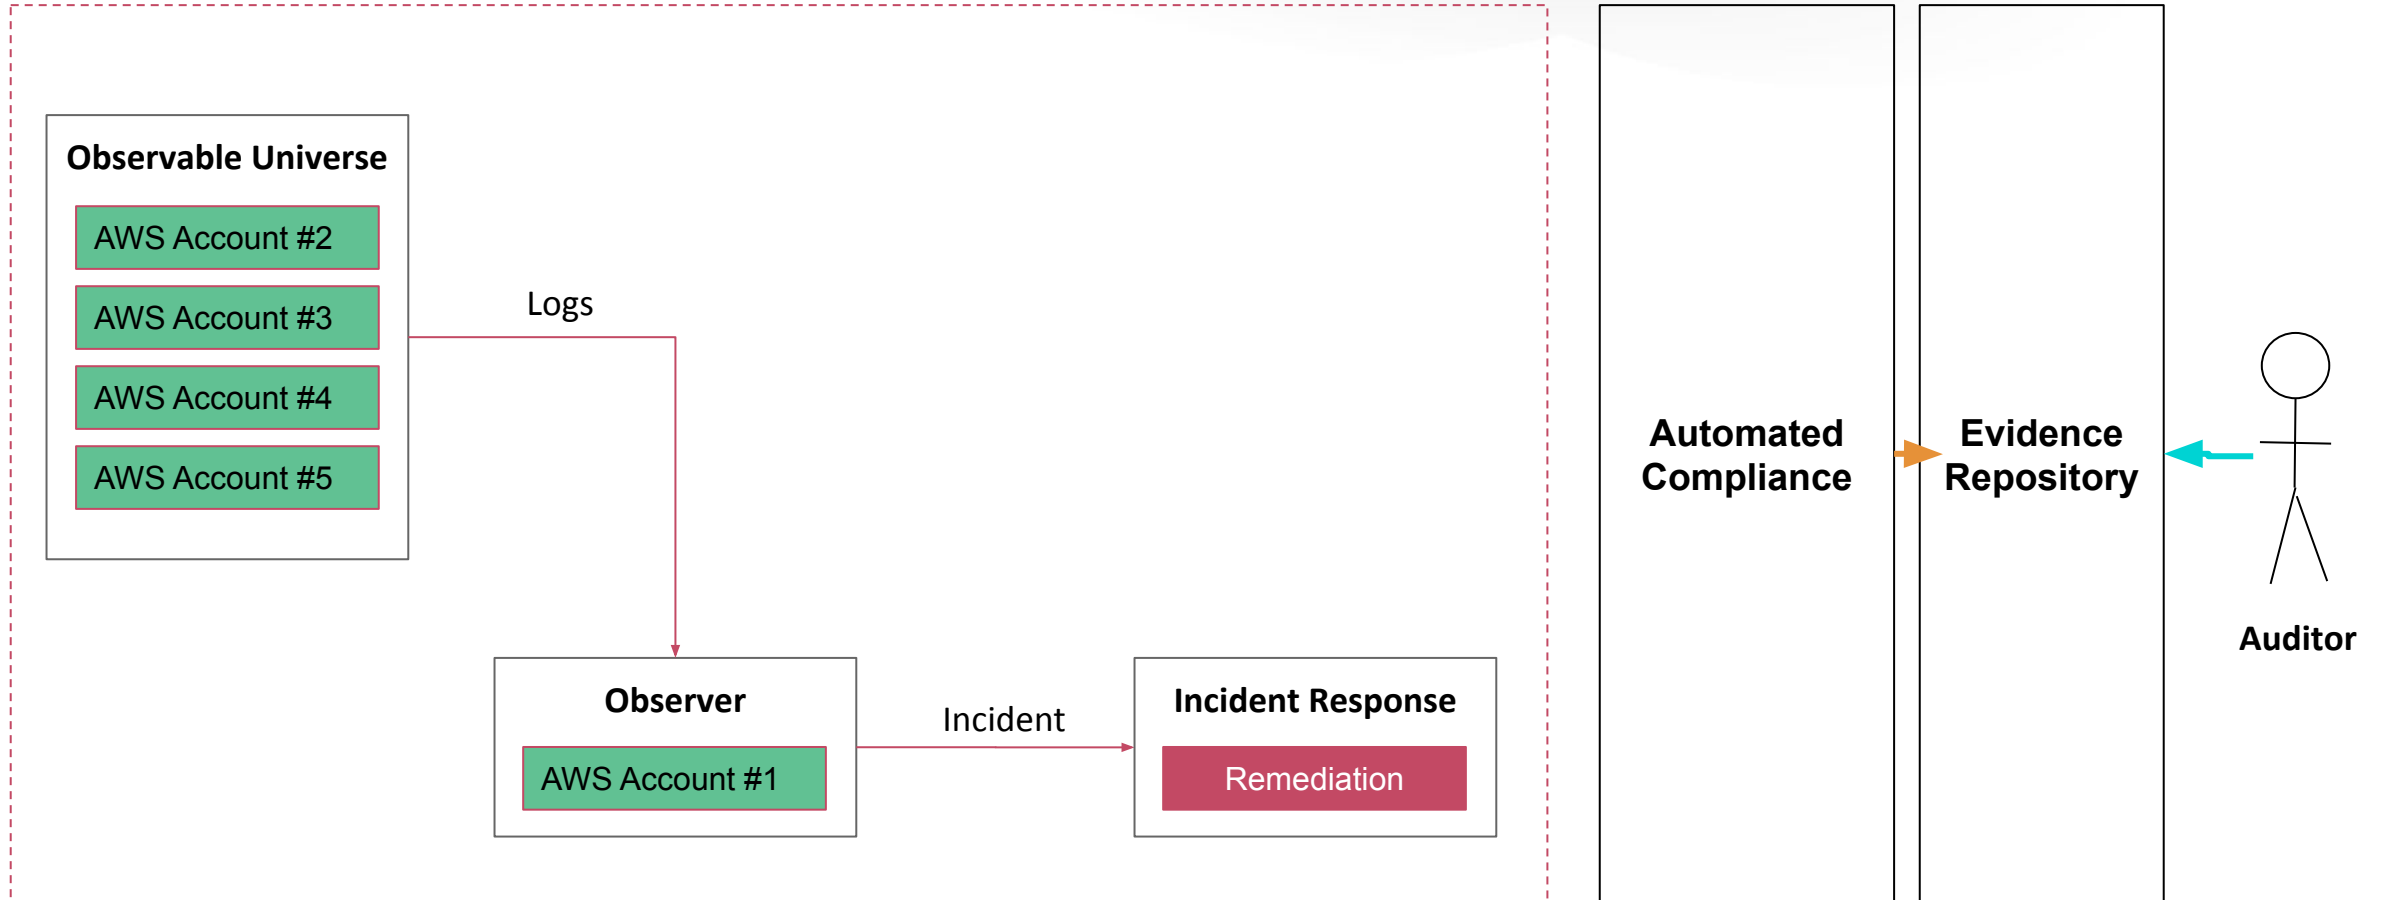 Observable Universe
AWS Account #2
AWS Account #3
AWS Account #4
AWS Account #5
Logs
Observer
AWS Account #1
Incident
Incident Response
Remediation
Automated
Compliance
Evidence
Repository
Auditor